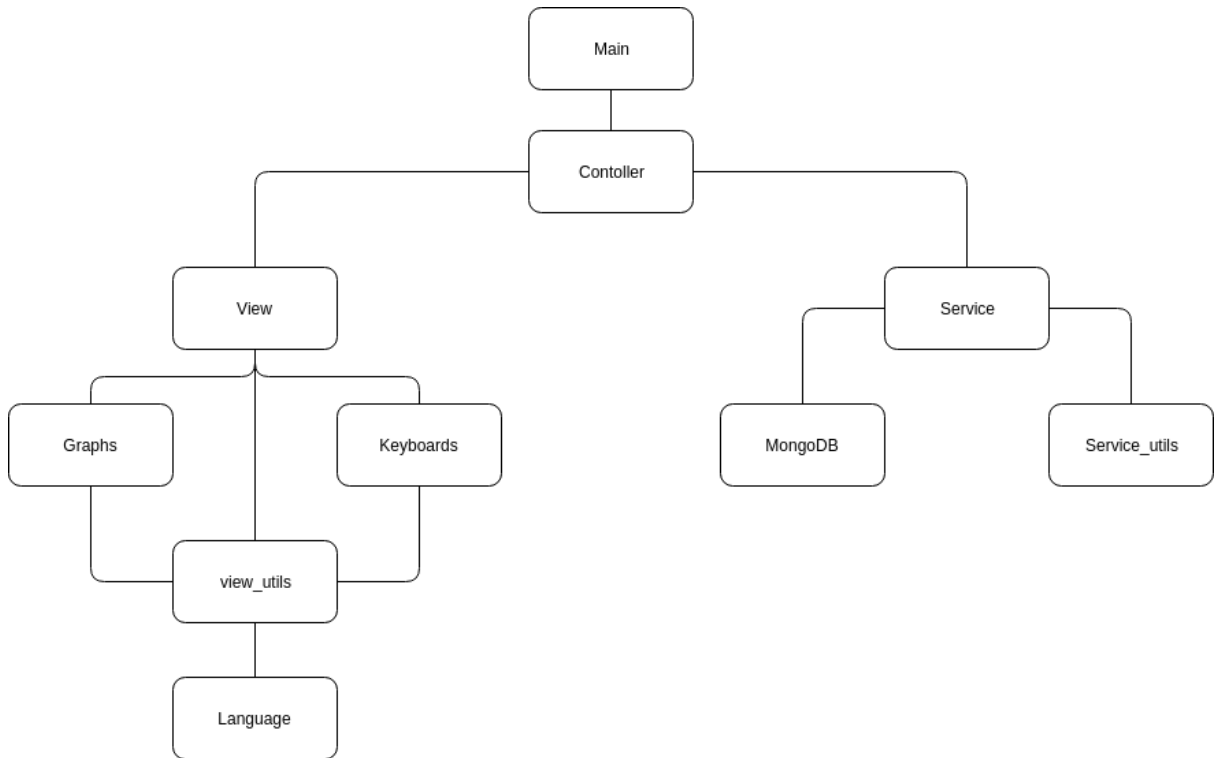 Main
Contoller
View
Service
Graphs
Keyboards
MongoDB
Service_utils
view_utils
Language